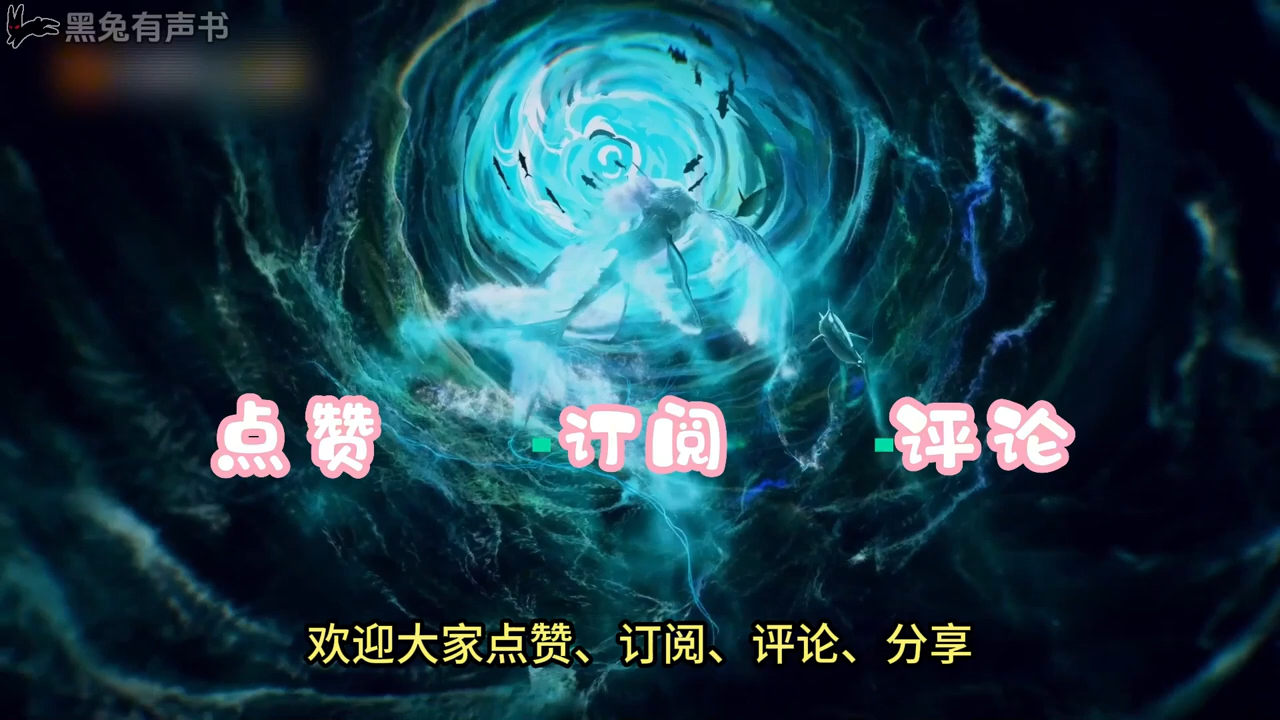 黑兔有声书
点赞 订阅 评论
欢迎大家点赞、订阅、评论、分享